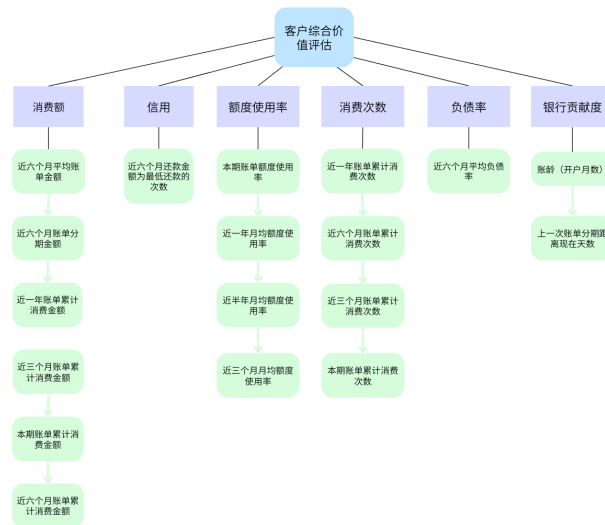 客户综合价
值评估
消费额
信用
额度使用率
消费次数
负债率
银行贡献度
近六个月平均账
单金额
近六个月还款金
额为最低还款的
次数
本期账单额度使用
率
近一年账单累计消
费次数
近六个月平均负债
率
账龄（开户月数）
近六个月账单分
期金额
近一年月均额度使
用率
近六个月账单累计
消费次数
上一次账单分期距
离现在天数
近一年账单累计
消费金额
近半年月均额度使
用率
近三个月账单累计
消费次数
近三个月账单累
计消费金额
近三个月月均额度
使用率
本期账单累计消费
次数
本期账单累计消
费金额
近六个月账单累
计消费金额